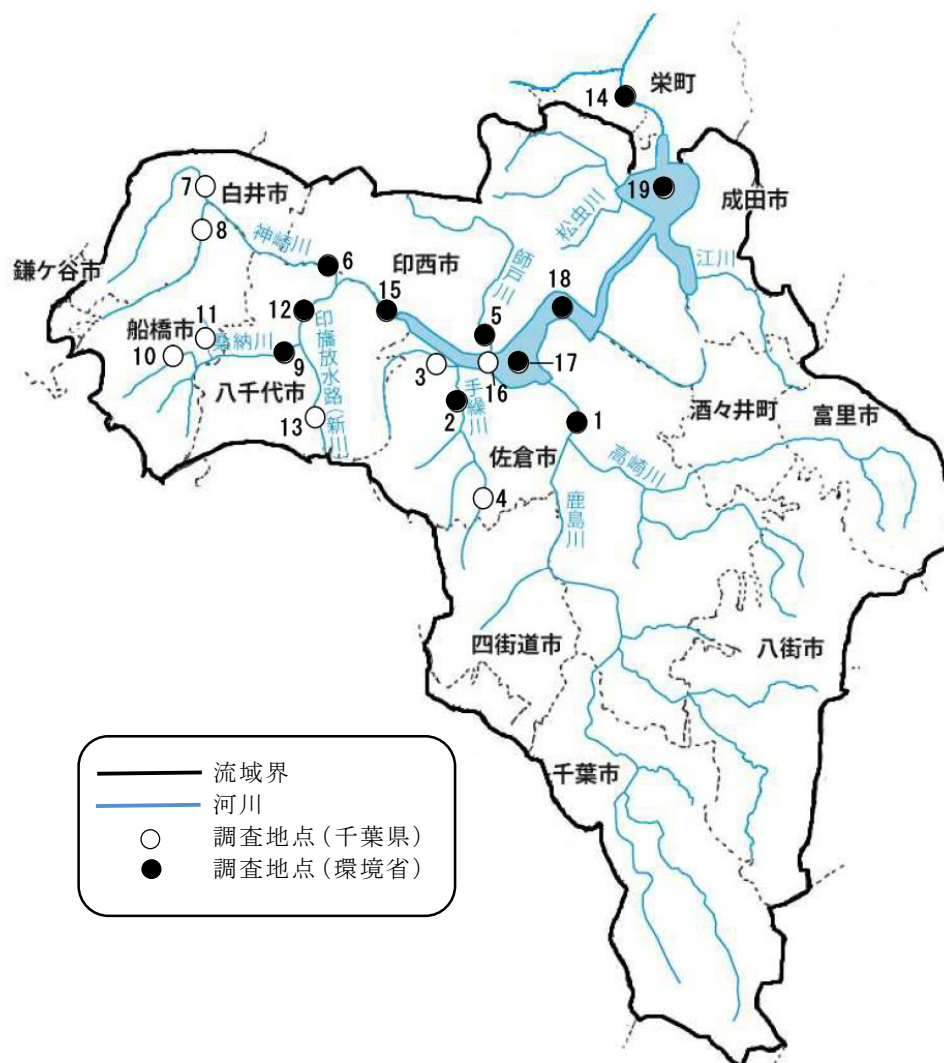 14
栄町
19
成田市
7
白井市
松虫川
8
神崎川
江川
鎌ケ谷市
6
印西市
師戸川
18
12
15
11
船橋市
5
印旛放水路(新川)
10
桑納川
9
3
16
17
八千代市
手繰川
酒々井町
富里市
13
2
1
佐倉市
高崎川
4
鹿島川
四街道市
八街市
千葉市
流域界
河川
調査地点(千葉県)
調査地点(環境省)